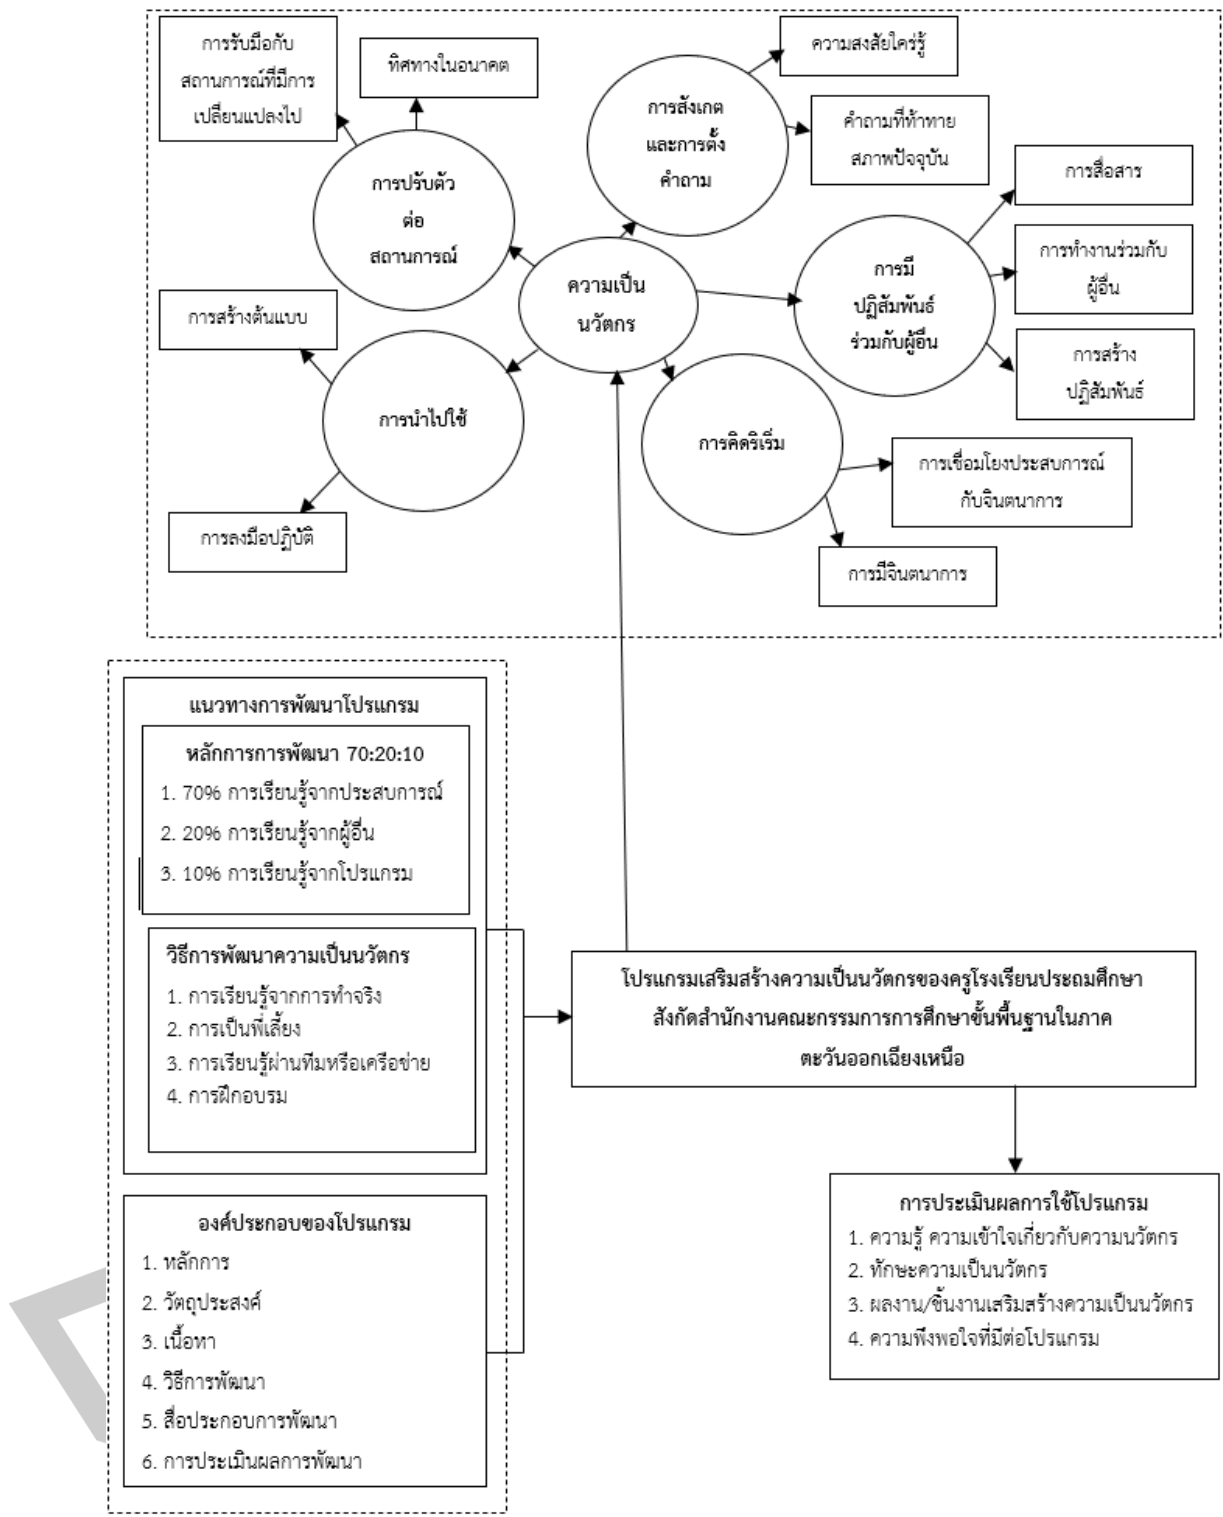 การรับมือกับ
สถานการณ์ที่มีการ
เปลี่ยนแปลงไป
ทิศทางในอนาคต
การปรับตัว
ต่อ
สถานการณ์
การสังเกต
และการตั้ง
คำถาม
ความสงสัยใคร่รู้
คำถามที่ท้าทาย
สภาพปัจจุบัน
การสื่อสาร
การทำงานร่วมกับ
ผู้อื่น
การสร้าง
ปฏิสัมพันธ์
การมี
ปฏิสัมพันธ์
ร่วมกับผู้อื่น
ความเป็น
นวัตกร
การสร้างต้นแบบ
การนำไปใช้
การลงมือปฏิบัติ
การคิดริเริ่ม
การเชื่อมโยงประสบการณ์
กับจินตนาการ
การมีจินตนาการ
แนวทางการพัฒนาโปรแกรม
หลักการการพัฒนา 70:20:10
1. 70% การเรียนรู้จากประสบการณ์
2. 20% การเรียนรู้จากผู้อื่น
3. 10% การเรียนรู้จากโปรแกรม
วิธีการพัฒนาความเป็นนวัตกร
1. การเรียนรู้จากการทำจริง
2. การเป็นพี่เลี้ยง
3. การเรียนรู้ผ่านทีมหรือเครือข่าย
4. การฝึกอบรม
องค์ประกอบของโปรแกรม
1. หลักการ
2. วัตถุประสงค์
3. เนื้อหา
4. วิธีการพัฒนา
5. สื่อประกอบการพัฒนา
6. การประเมินผลการพัฒนา
โปรแกรมเสริมสร้างความเป็นนวัตกรของครูโรงเรียนประถมศึกษา
สังกัดสำนักงานคณะกรรมการการศึกษาขั้นพื้นฐานในภาค
ตะวันออกเฉียงเหนือ
การประเมินผลการใช้โปรแกรม
1. ความรู้ ความเข้าใจเกี่ยวกับความนวัตกร
2. ทักษะความเป็นนวัตกร
3. ผลงาน/ชิ้นงานเสริมสร้างความเป็นนวัตกร
4. ความพึงพอใจที่มีต่อโปรแกรม